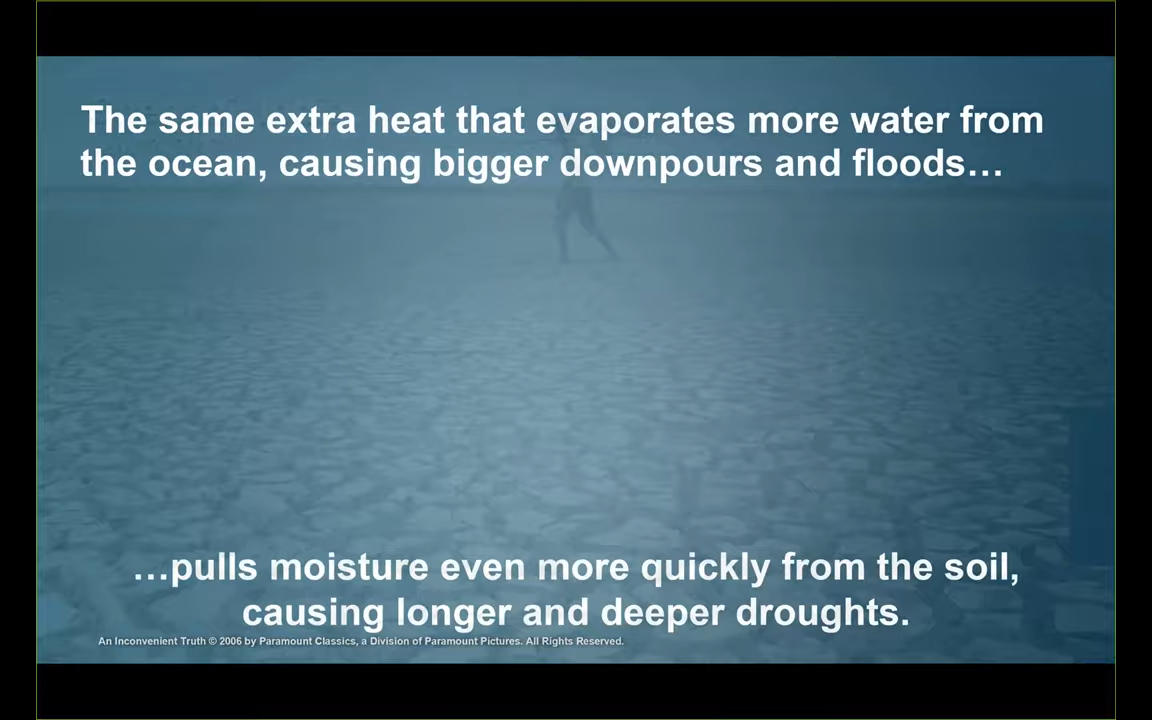 The same extra heat that evaporates more water from
the ocean, causing bigger downpours and floods…
…pulls moisture even more quickly from the soil,
causing longer and deeper droughts.
An Inconvenient Truth © 2006 by Paramount Classics, a Division of Paramount Pictures. All Rights Reserved.